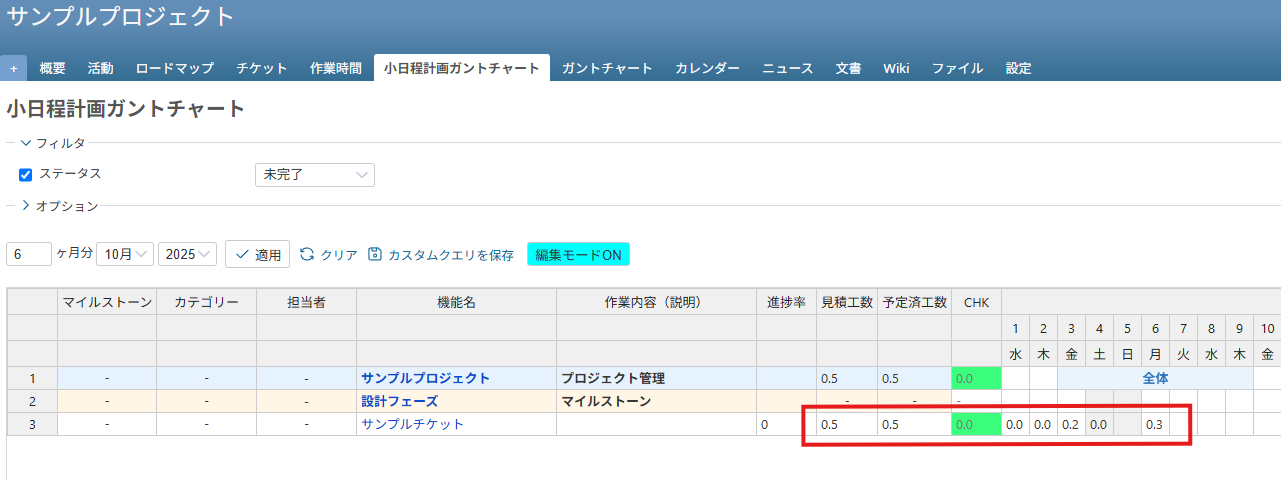 サンプルプロジェクト
+ 概要 活動 ロードマップ チケット 作業時間 小日程計画ガントチャート ガントチャート カレンダー ニュース 文書 Wiki ファイル 設定
小日程計画ガントチャート
フィルタ
ステータス 未完了
オプション
6 ヶ月分 10月 2025 適用 クリア カスタムクエリを保存 編集モードON
マイルストーン カテゴリー 担当者 機能名 作業内容（説明） 進捗率 見積工数 予定済工数 CHK
1 2 3 4 5 6 7 8 9 10
水 木 金 土 日 月 火 水 木 金
1 - - - サンプルプロジェクト プロジェクト管理 0.5 0.5 0.0 全体
2 - - - 設計フェーズ マイルストーン - - -
3 - - - サンプルチケット 0 0.5 0.5 0.0 0.0 0.0 0.2 0.0 0.3